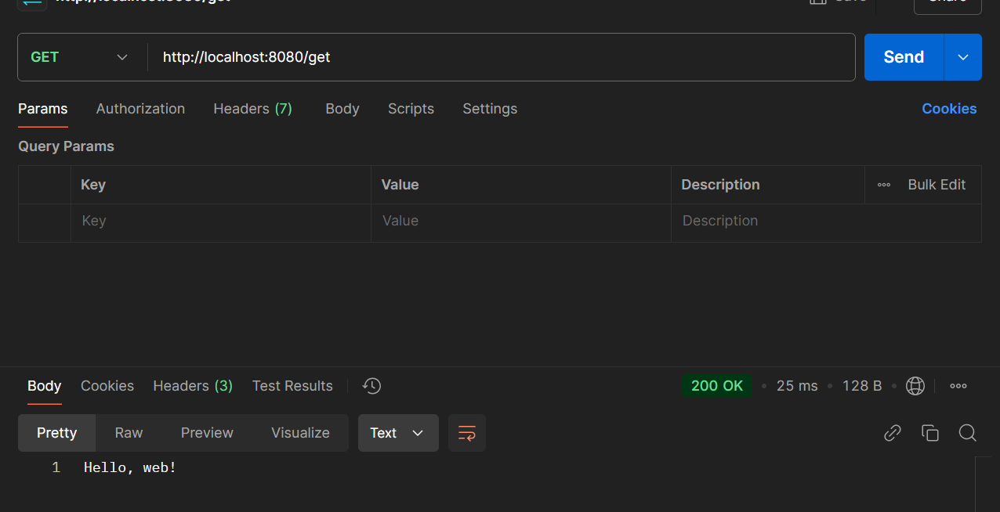 GET http://localhost:8080/get Send
Params Authorization Headers (7) Body Scripts Settings Cookies
Query Params
Key Value Description Bulk Edit
Key Value Description
Body Cookies Headers (3) Test Results 200 OK 25 ms 128 B
Pretty Raw Preview Visualize Text
1 Hello, web!